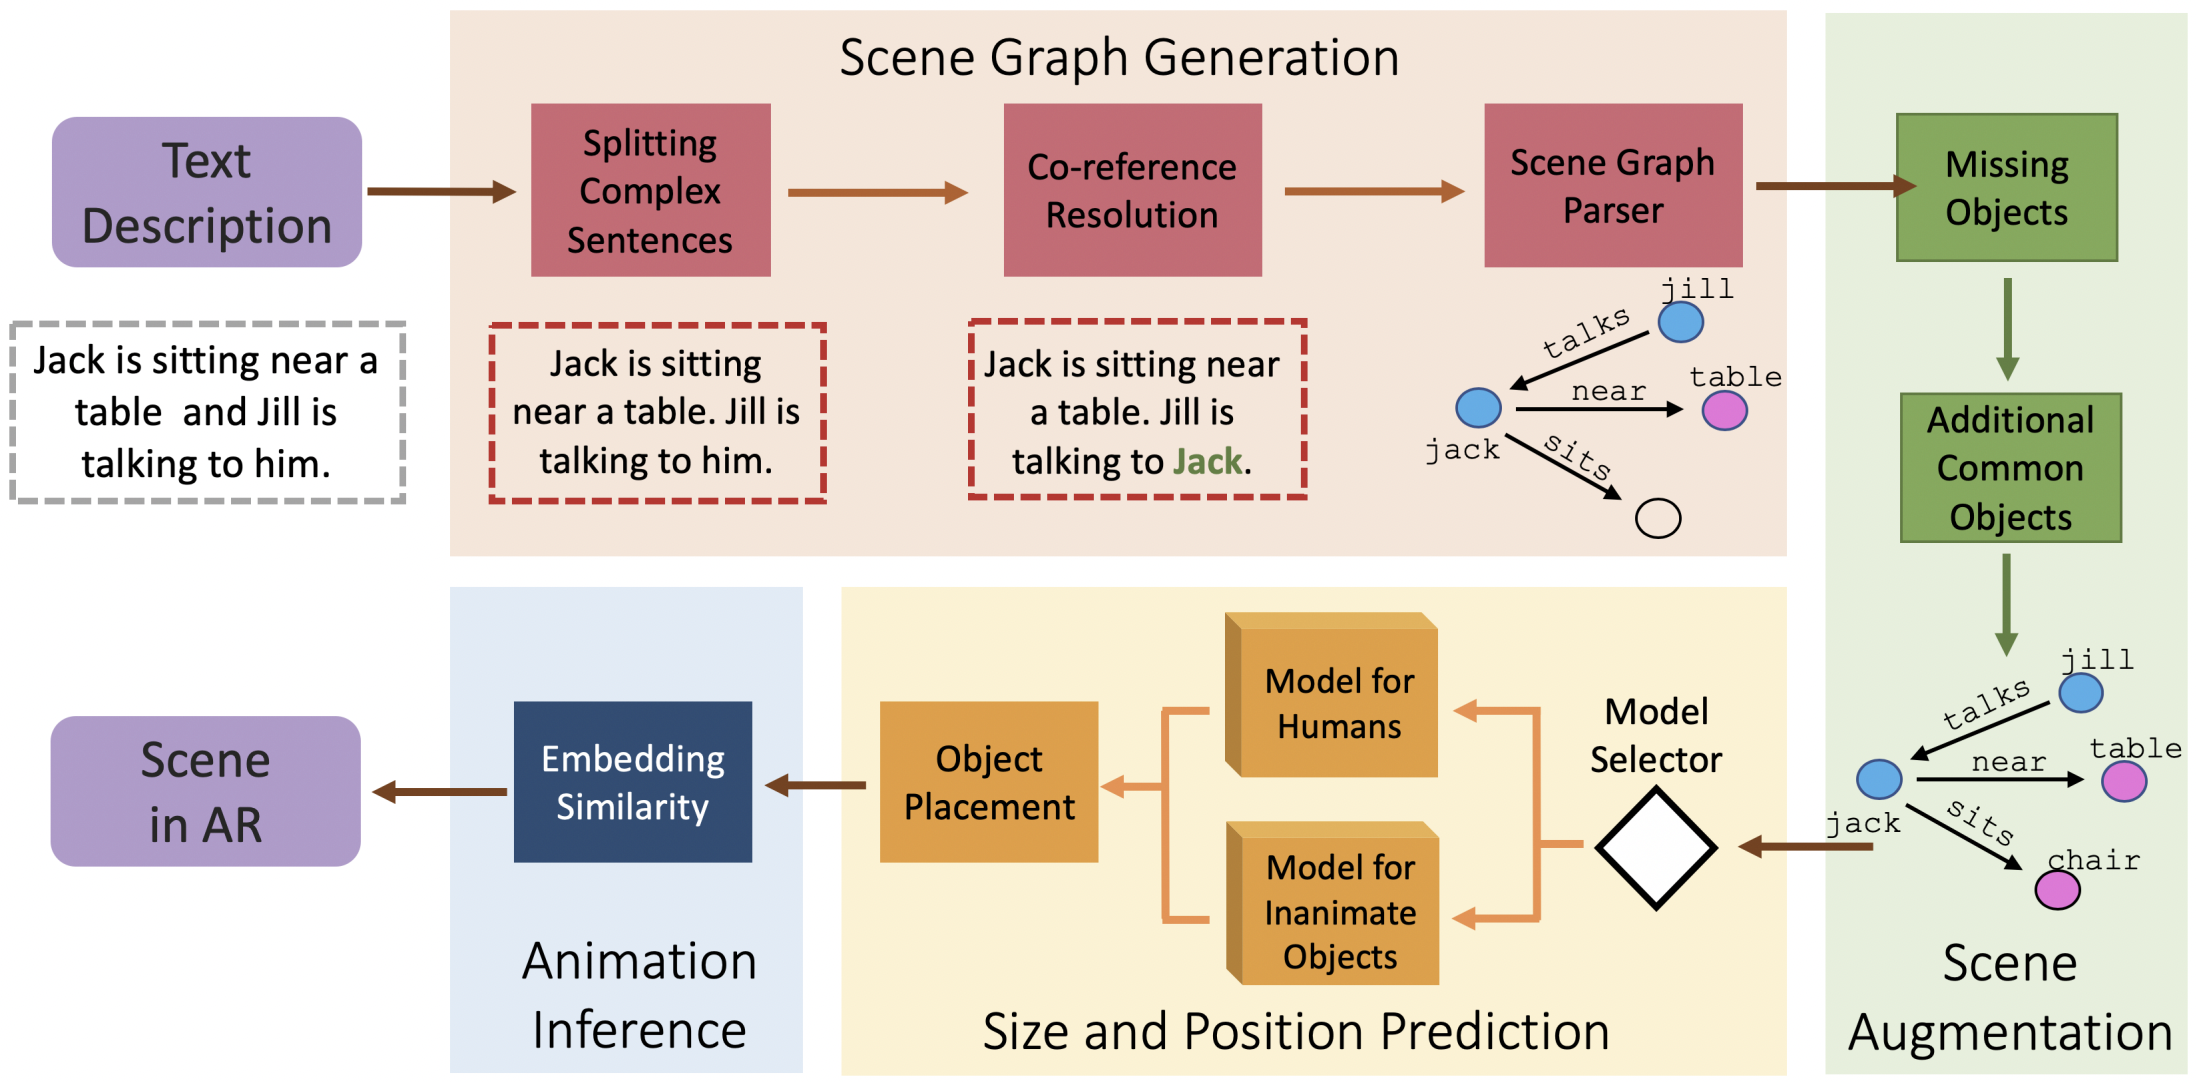 Scene Graph Generation
Text
Description
Splitting
Complex
Sentences
Co-reference
Resolution
Scene Graph
Parser
Missing
Objects
Jack is sitting near a
table and Jill is
talking to him.
Jack is sitting
near a table. Jill is
talking to him.
Jack is sitting near
a table. Jill is
talking to Jack.
jill
talks
table
near
jack
sits
Additional
Common
Objects
jill
talks
table
near
jack
sits
chair
Scene
Augmentation
Model
Selector
Model for
Humans
Model for
Inanimate
Objects
Object
Placement
Size and Position Prediction
Embedding
Similarity
Animation
Inference
Scene
in AR